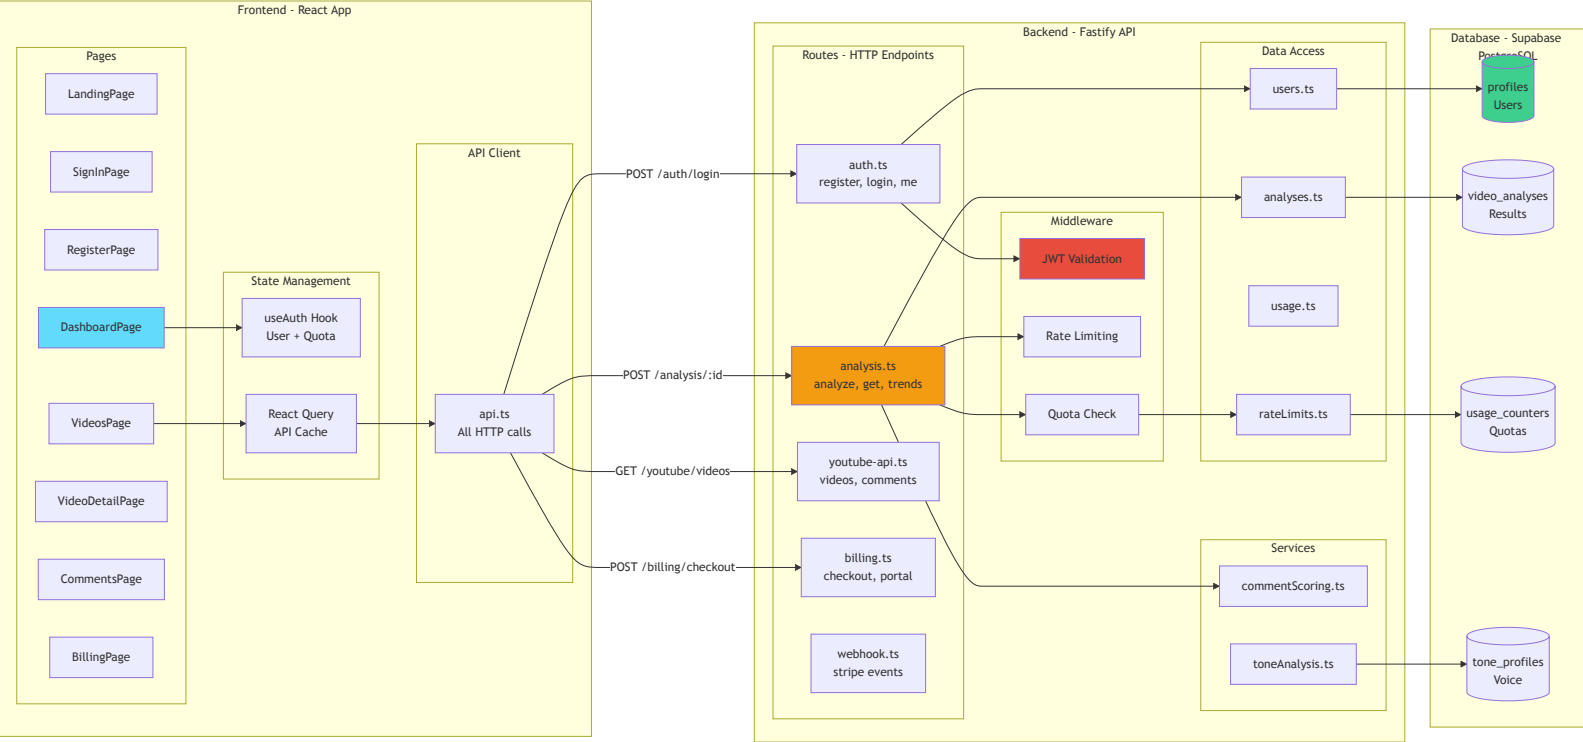 Frontend - React App
Pages
LandingPage
SignInPage
RegisterPage
DashboardPage
VideosPage
VideoDetailPage
CommentsPage
BillingPage
State Management
useAuth Hook
User + Quota
React Query
API Cache
API Client
api.ts
All HTTP calls
POST /auth/login
POST /analysis/:id
GET /youtube/videos
POST /billing/checkout
Backend - Fastify API
Routes - HTTP Endpoints
auth.ts
register, login, me
analysis.ts
analyze, get, trends
youtube-api.ts
videos, comments
billing.ts
checkout, portal
webhook.ts
stripe events
Middleware
JWT Validation
Rate Limiting
Quota Check
Data Access
users.ts
analyses.ts
usage.ts
rateLimits.ts
Services
commentScoring.ts
toneAnalysis.ts
Database - Supabase
PostgreSQL
profiles
Users
video_analyses
Results
usage_counters
Quotas
tone_profiles
Voice